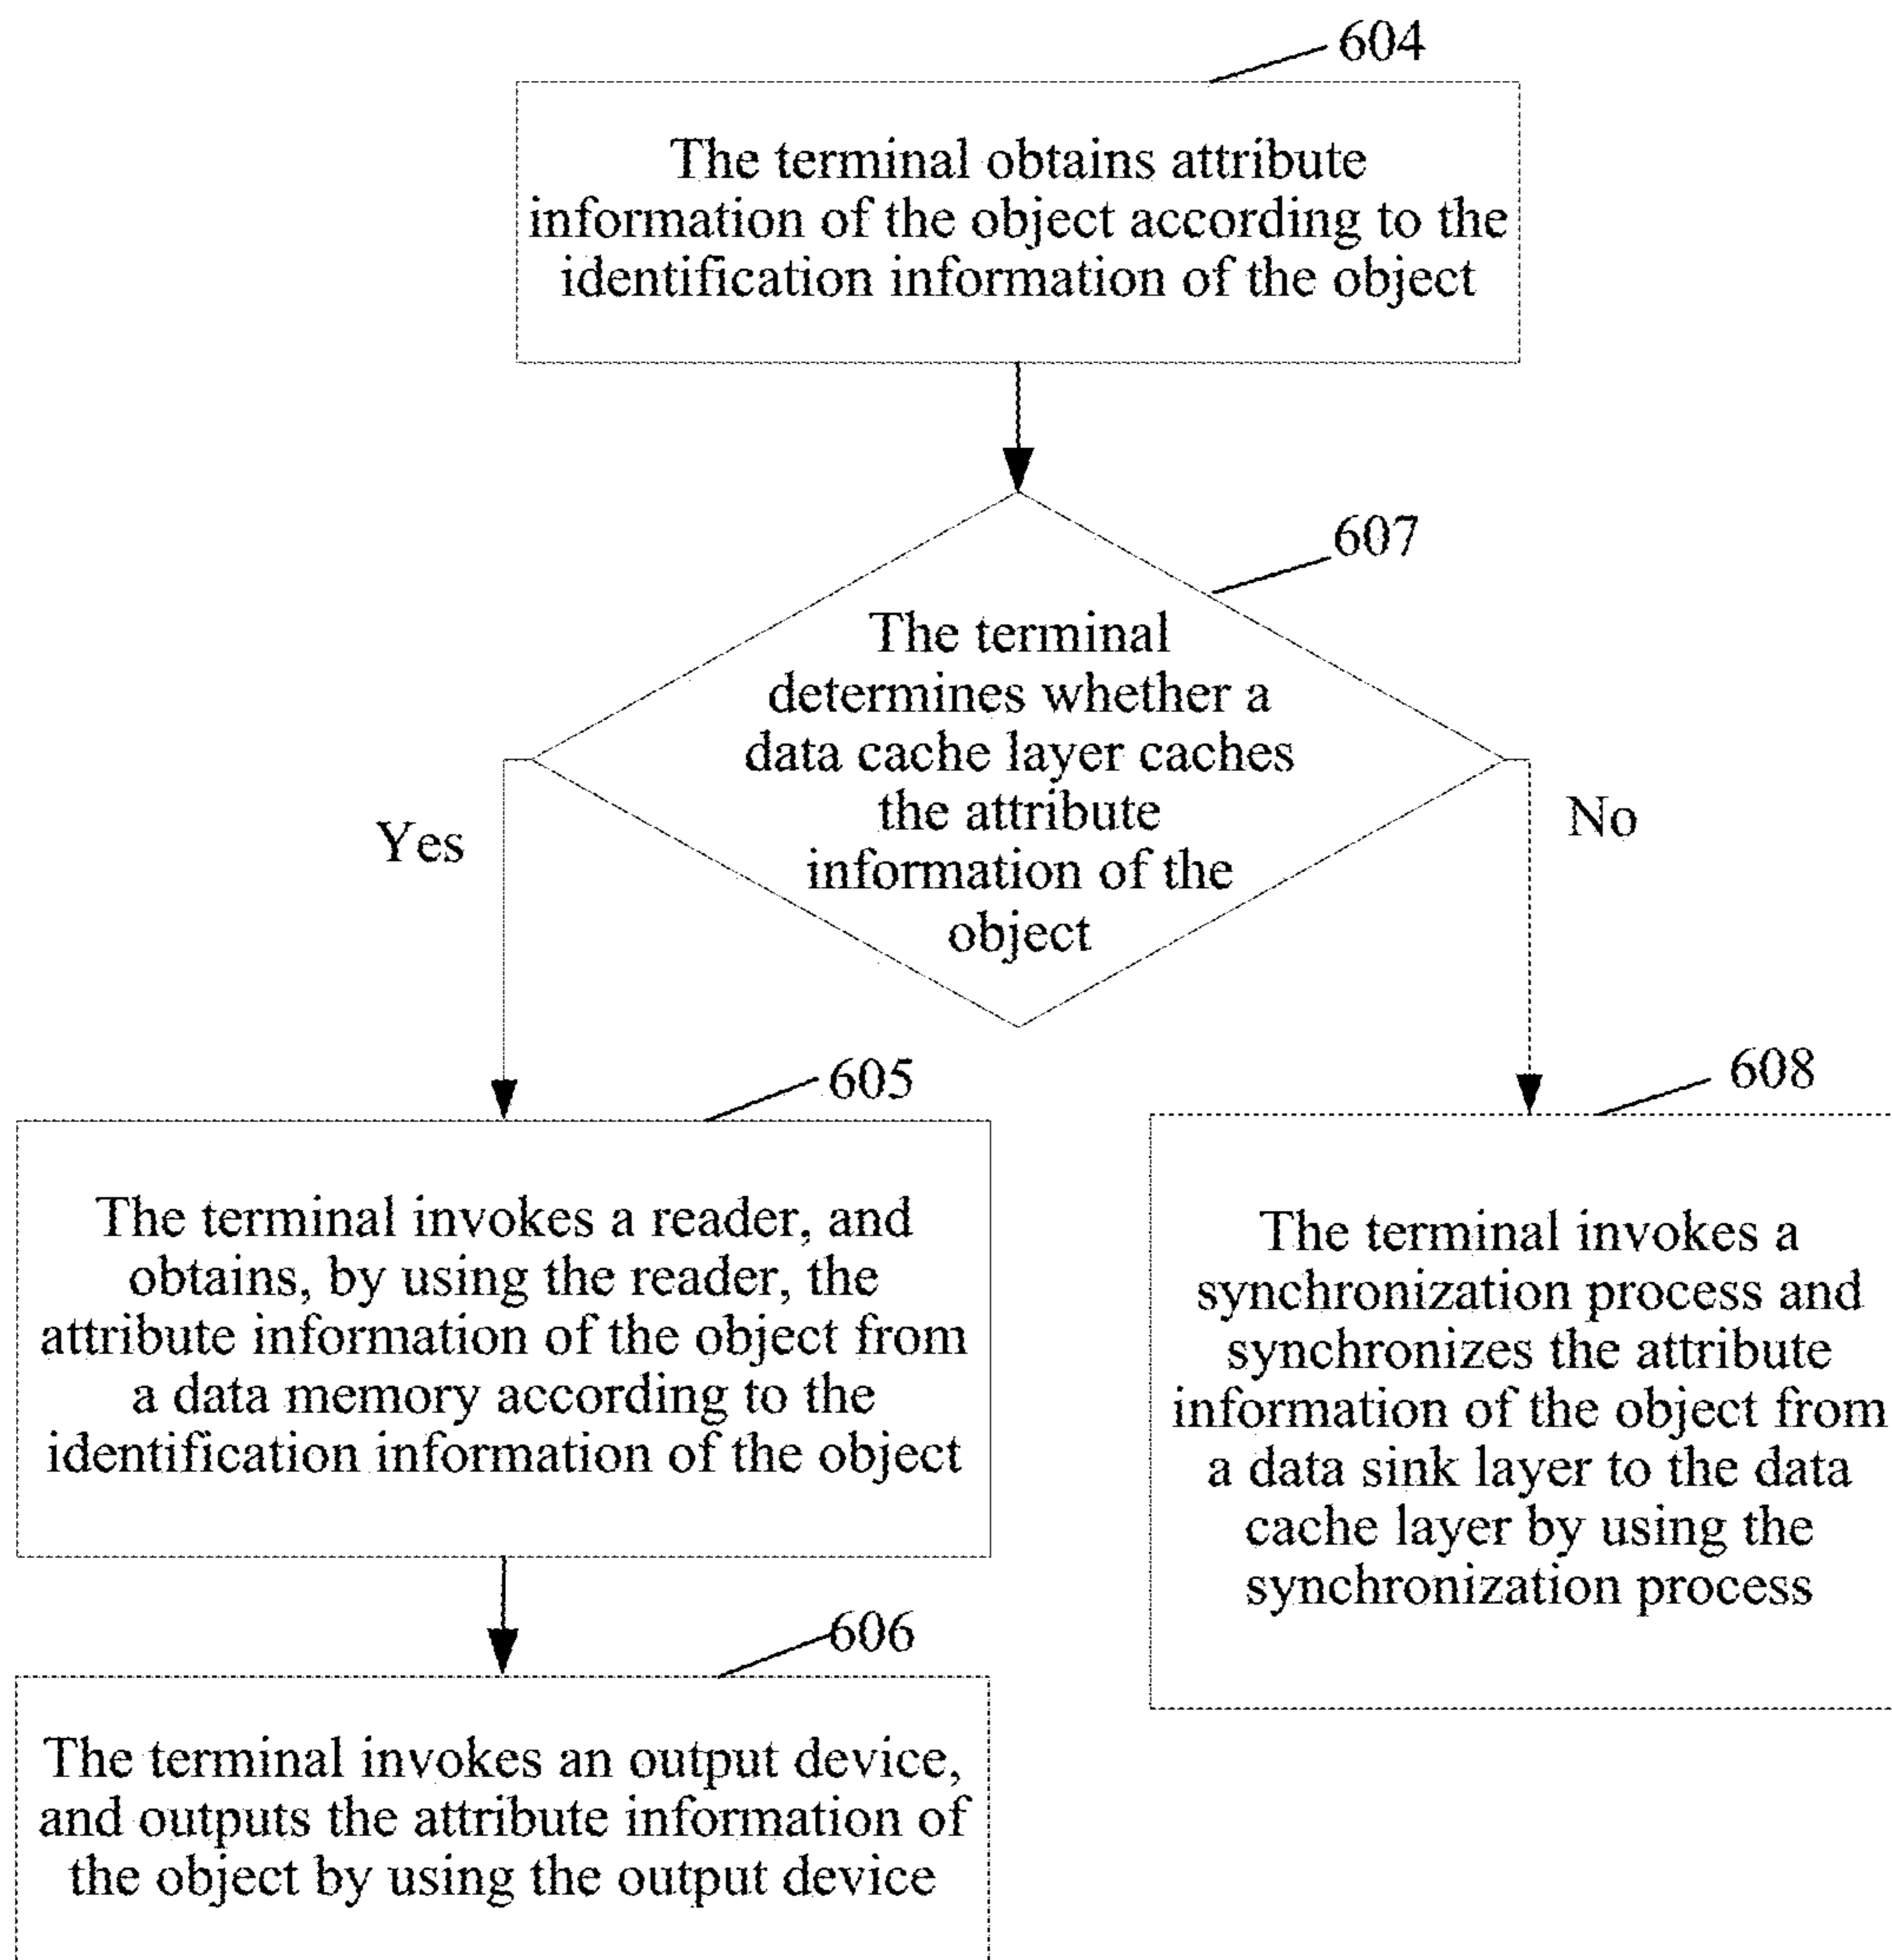 604
The terminal obtains attribute
information of the object according to the
identification information of the object
607
The terminal
determines whether a
data cache layer caches
the attribute
information of the
object
Yes
No
605
The terminal invokes a reader, and
obtains, by using the reader, the
attribute information of the object from
a data memory according to the
identification information of the object
608
The terminal invokes a
synchronization process and
synchronizes the attribute
information of the object from
a data sink layer to the data
cache layer by using the
synchronization process
606
The terminal invokes an output device,
and outputs the attribute information of
the object by using the output device